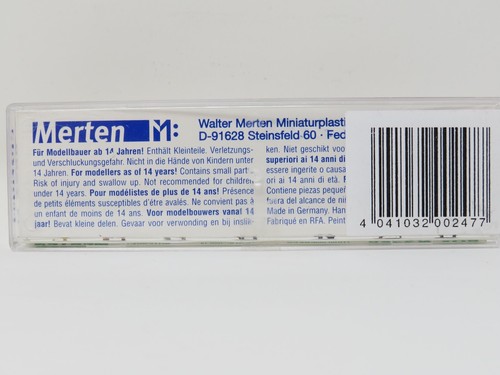 Merten M:
Walter Merten Miniaturplasti
D-91628 Steinsfeld 60 · Fed
Für Modellbauer ab 14 Jahren! Enthält Kleinteile. Verletzungs-
und Verschluckungsgefahr. Nicht in die Hände von Kindern unter
14 Jahren. For modellers as of 14 years! Contains small part
Risk of injury and swallow up. Not recommended for children
under 14 years. Pour modélistes de plus de 14 ans! Présence
de petits éléments susceptibles d'être avalés. Ne convient pas à
un enfant de moins de 14 ans. Voor modelbouwers vanaf 14
jaar! Bevat kleine delen. Gevaar voor verwonding en bij inslik-
ken. Niet geschikt voor
superiori ai 14 anni di
essere ingerite o causa
ori ai 14 anni di età.
Contiene piezas peque
fuera del alcance de ni
Made in Germany. Han
Fabriqué en RFA. Peint
4 041032 002477